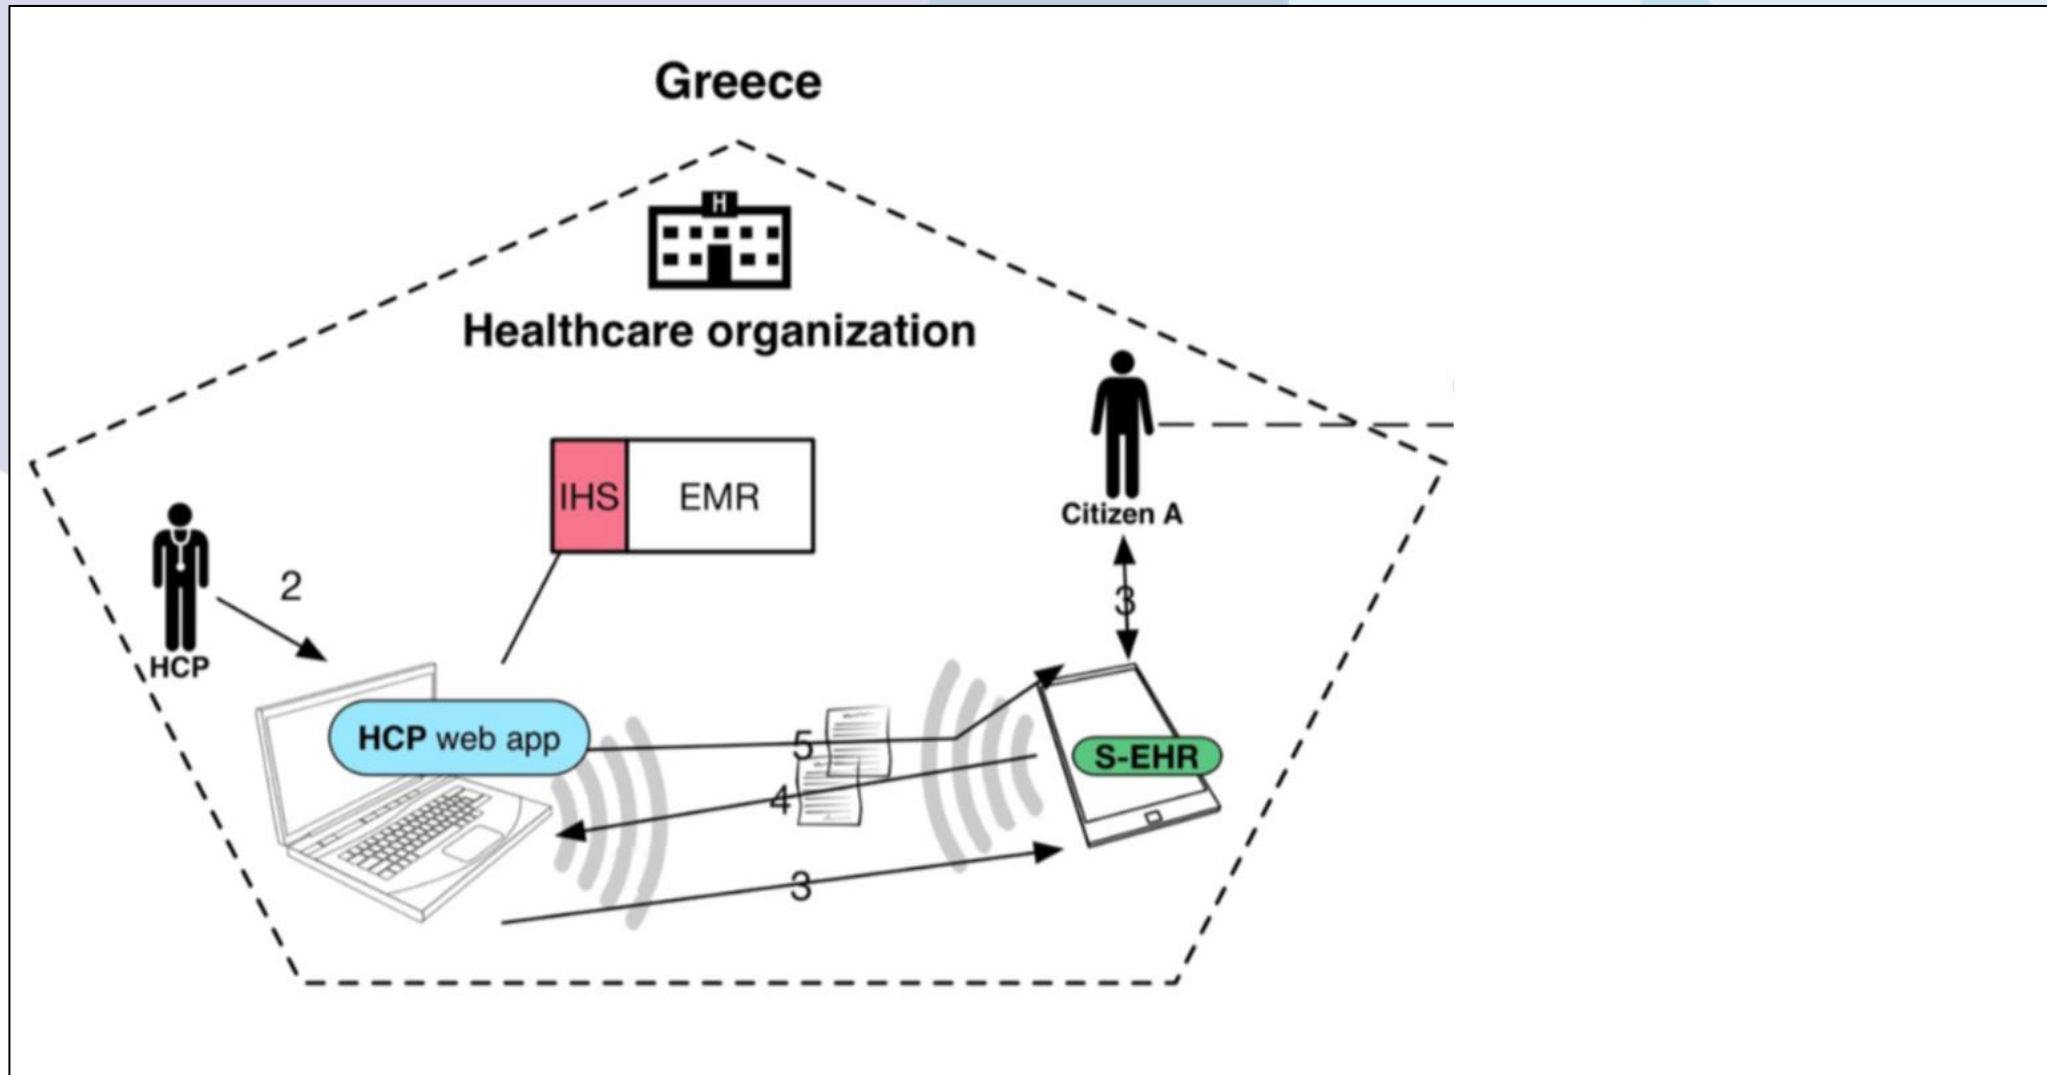 Greece
H
Healthcare organization
IHS
EMR
Citizen A
2
3
HCP
HCP web app
5
S-EHR
4
3